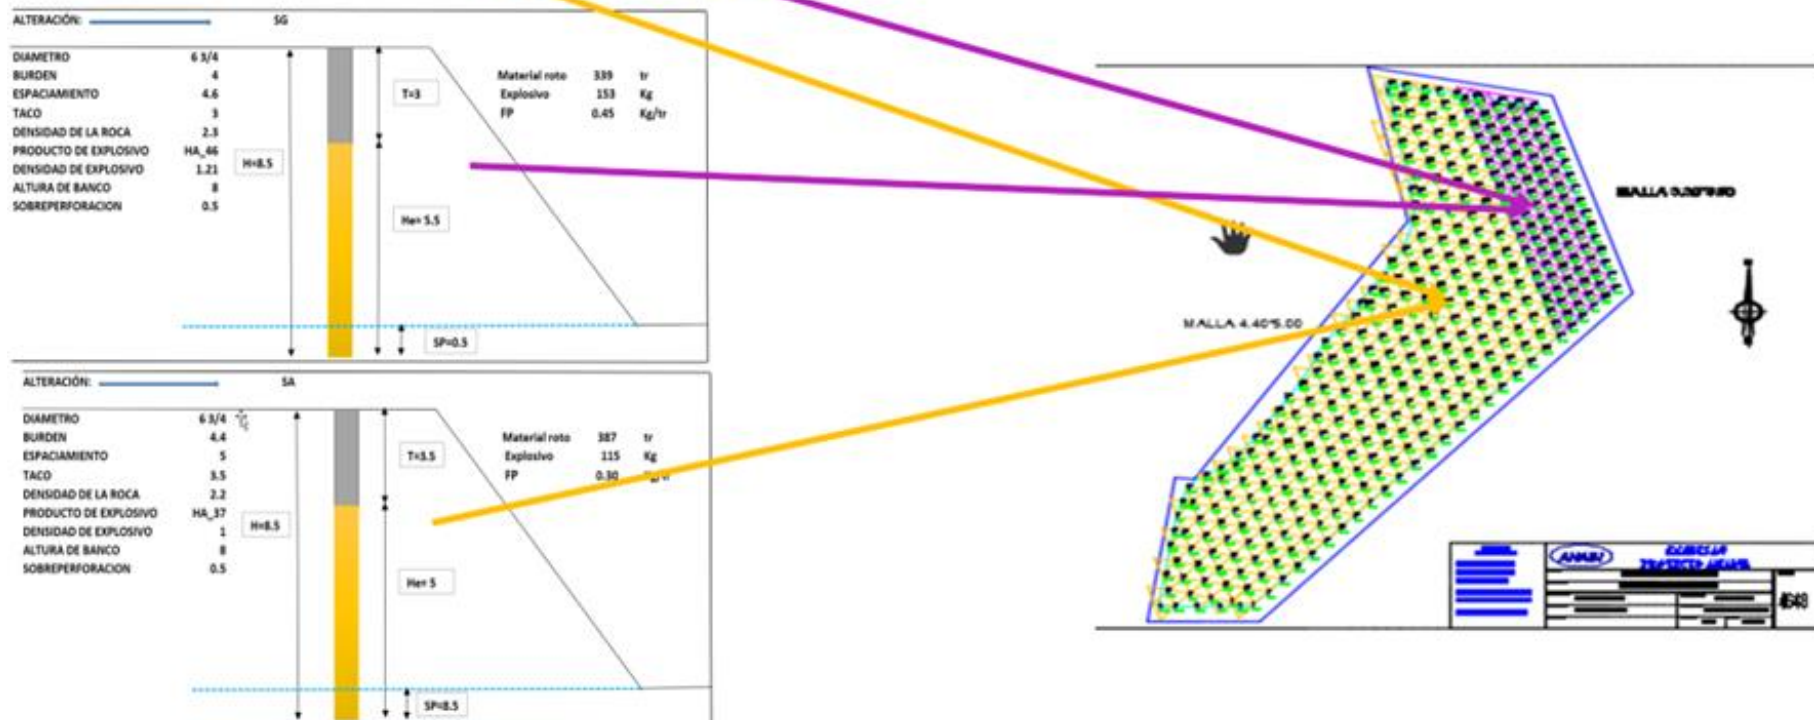 ALTERACIÓN: SG
DIAMETRO 6 3/4
BURDEN 4
ESPACIAMIENTO 4.6
TACO 3
DENSIDAD DE LA ROCA 2.3
PRODUCTO DE EXPLOSIVO HA_46
DENSIDAD DE EXPLOSIVO 1.21
ALTURA DE BANCO 8
SOBREPERFORACION 0.5
H=8.5
T=3
He= 5.5
SP=0.5
Material roto 339 tr
Explosivo 153 Kg
FP 0.45 Kg/tr
ALTERACIÓN: SA
DIAMETRO 6 3/4
BURDEN 4.4
ESPACIAMIENTO 5
TACO 3.5
DENSIDAD DE LA ROCA 2.2
PRODUCTO DE EXPLOSIVO HA_37
DENSIDAD DE EXPLOSIVO 1
ALTURA DE BANCO 8
SOBREPERFORACION 0.5
H=8.5
T=3.5
He= 5
SP=8.5
Material roto 387 tr
Explosivo 115 Kg
FP 0.30
MALLA
MALLA 4.40*5.00
4648